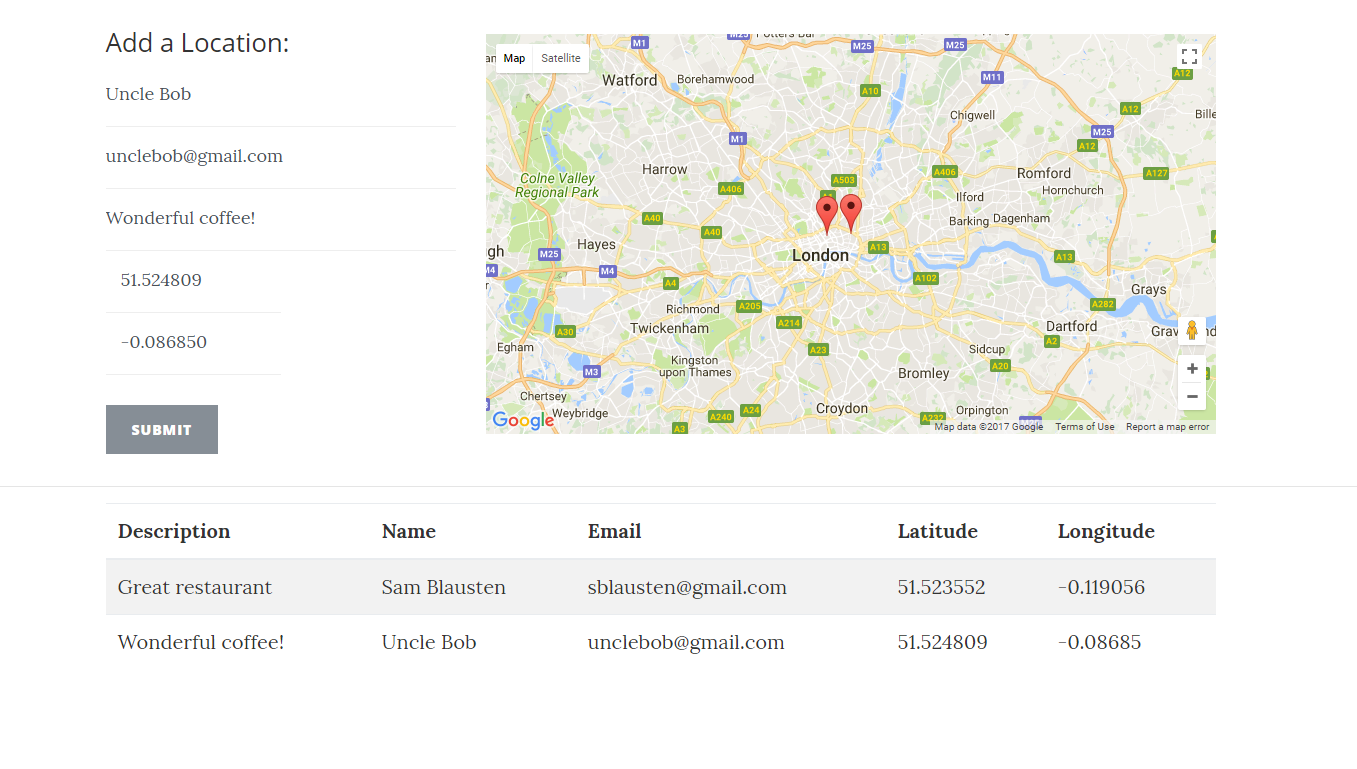 Add a Location:
Uncle Bob
unclebob@gmail.com
Wonderful coffee!
51.524809
-0.086850
SUBMIT
Map Satellite
M1 M25 M25
Watford Borehamwood A10 M11 A12
Chigwell A12
M1 M25
A12
Harrow A503 A406 Romford A127
Colne Valley
Regional Park
A406 Ilford Hornchurch
A40 Barking Dagenham
A40
Hayes A13
M25 London A13
M4 M4 A4 A102
Grays
Richmond A205 A282
A30 Twickenham A214 Dartford
Egham A23 Sidcup A2
Kingston
upon Thames
M3 Bromley A20
Chertsey
Weybridge A240 A24 Croydon Orpington
A3 A232
Google
Map data ©2017 Google Terms of Use Report a map error
Description Name Email Latitude Longitude
Great restaurant Sam Blausten sblausten@gmail.com 51.523552 -0.119056
Wonderful coffee! Uncle Bob unclebob@gmail.com 51.524809 -0.08685